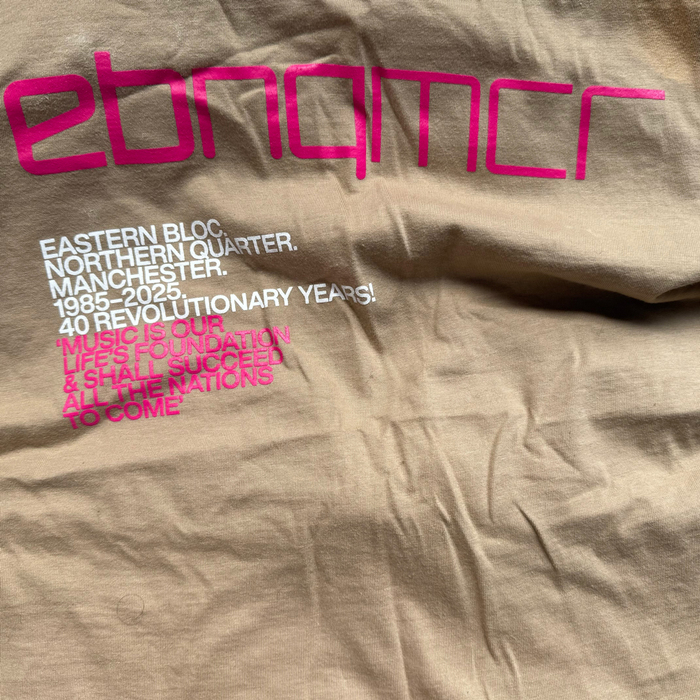 ebnqmcr
EASTERN BLOC.
NORTHERN QUARTER.
MANCHESTER.
1985–2025.
40 REVOLUTIONARY YEARS!
‘MUSIC IS OUR
LIFE’S FOUNDATION
& SHALL SUCCEED
ALL THE NATIONS
TO COME’